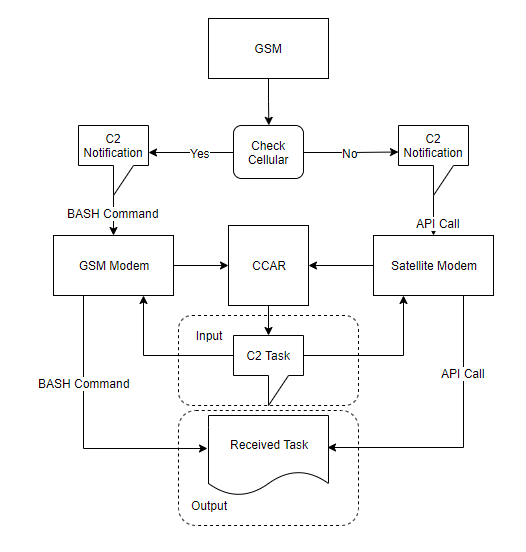 GSM
C2
Notification
Yes
Check
Cellular
No
C2
Notification
BASH Command
API Call
GSM Modem
CCAR
Satellite Modem
Input
C2 Task
BASH Command
API Call
Received Task
Output